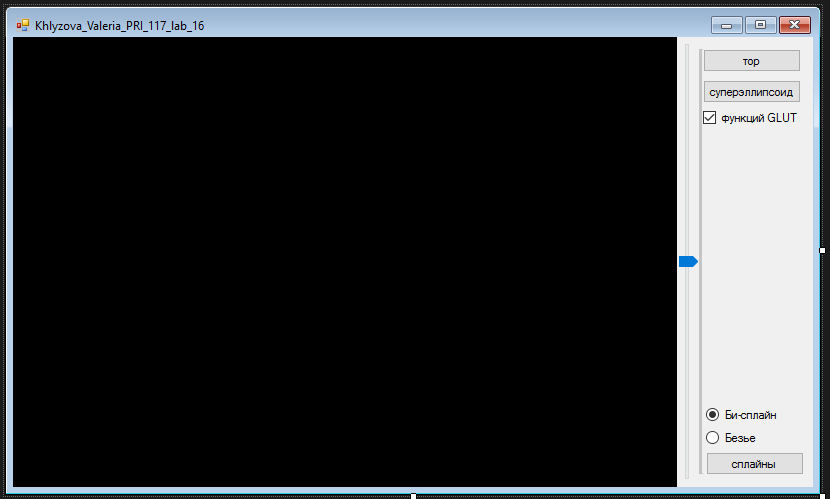 Khlyzova_Valeria_PRI_117_lab_16
тор
суперэллипсоид
функций GLUT
Би-сплайн
Безье
сплайны